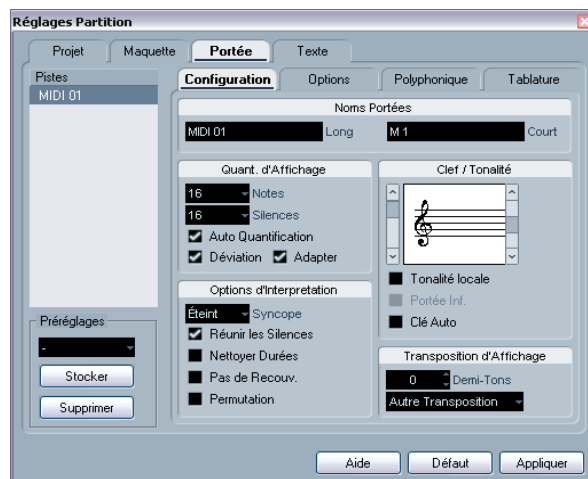 Réglages Partition
Projet Maquette Portée Texte
Pistes
MIDI 01
Configuration Options Polyphonique Tablature
Noms Portées
MIDI 01 Long M 1 Court
Quant. d'Affichage
16 Notes
16 Silences
Auto Quantification
Déviation Adapter
Clef / Tonalité
Tonalité locale
Portée Inf.
Clé Auto
Options d'Interpretation
Éteint Syncope
Réunir les Silences
Nettoyer Durées
Pas de Recouv.
Permutation
Transposition d'Affichage
0 Demi-Tons
Autre Transposition
Préréglages
-
Stocker
Supprimer
Aide Défaut Appliquer